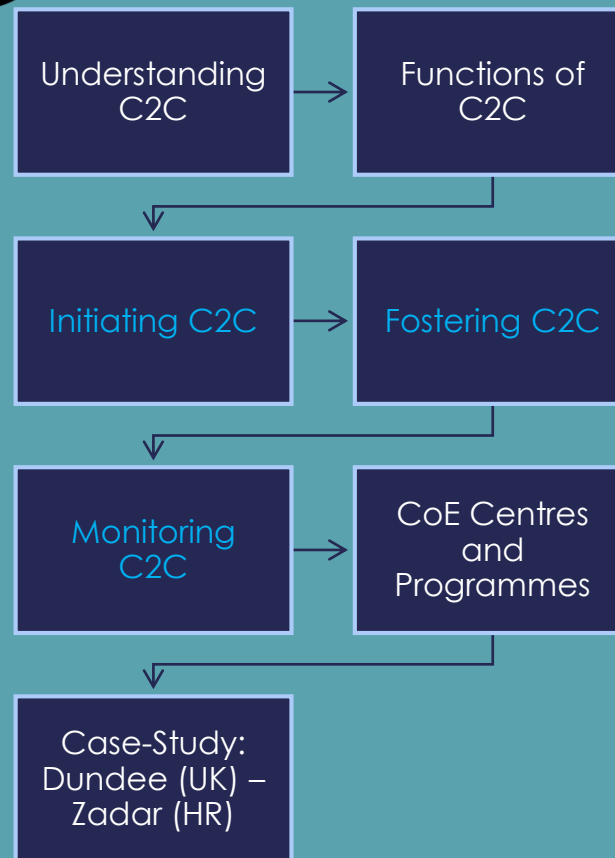 Understanding
C2C
Functions of
C2C
Initiating C2C
Fostering C2C
Monitoring
C2C
CoE Centres
and
Programmes
Case-Study:
Dundee (UK) –
Zadar (HR)